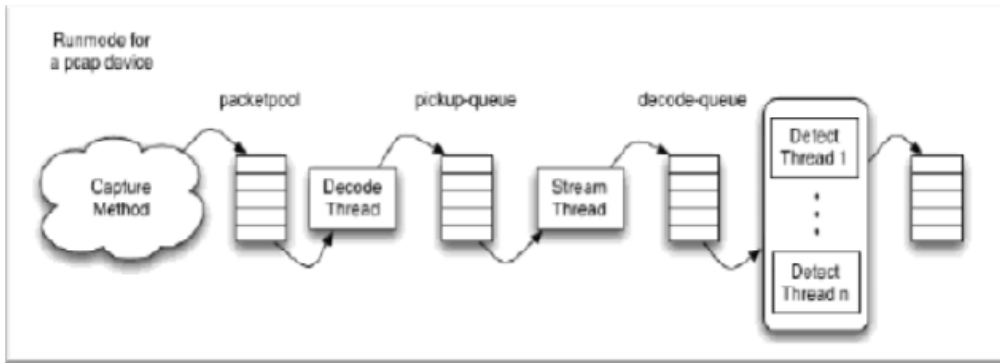 Runmode for
a pcap device
packetpool
pickup-queue
decode-queue
Capture
Method
Decode
Thread
Stream
Thread
Detect
Thread 1
Detect
Thread n